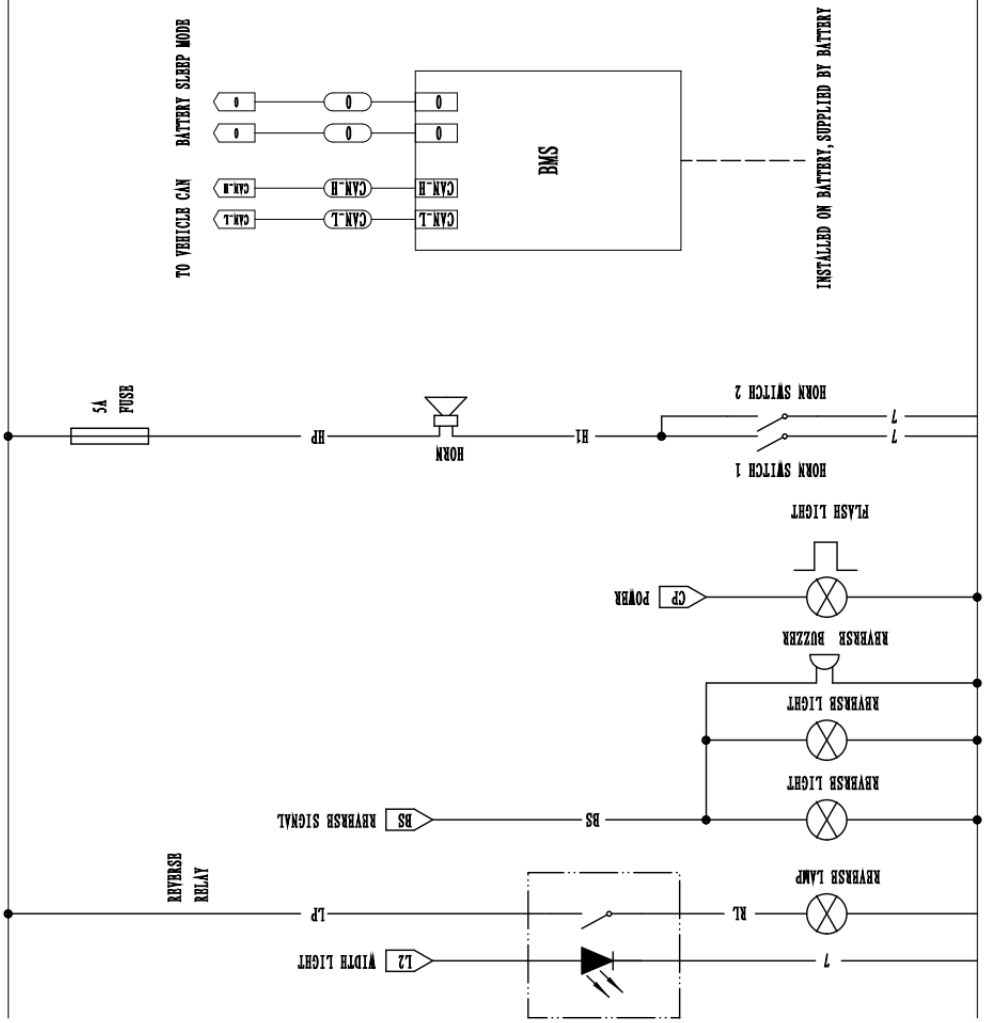 BATTERY SLEEP MODE
0
0
0
0
0
0
TO VEHICLE CAN
CAN_H
CAN_H
CAN_H
CAN_L
CAN_L
CAN_L
BMS
INSTALLED ON BATTERY,SUPPLIED BY BATTERY
5A
FUSE
HP
HORN
H1
HORN SWITCH 2
L
L
HORN SWITCH 1
FLASH LIGHT
CP
POWER
REVERSE BUZZER
REVERSE LIGHT
REVERSE LIGHT
REVERSE SIGNAL
BS
BS
REVERSE
RELAY
LP
RL
REVERSE LAMP
WIDTH LIGHT
L2
L